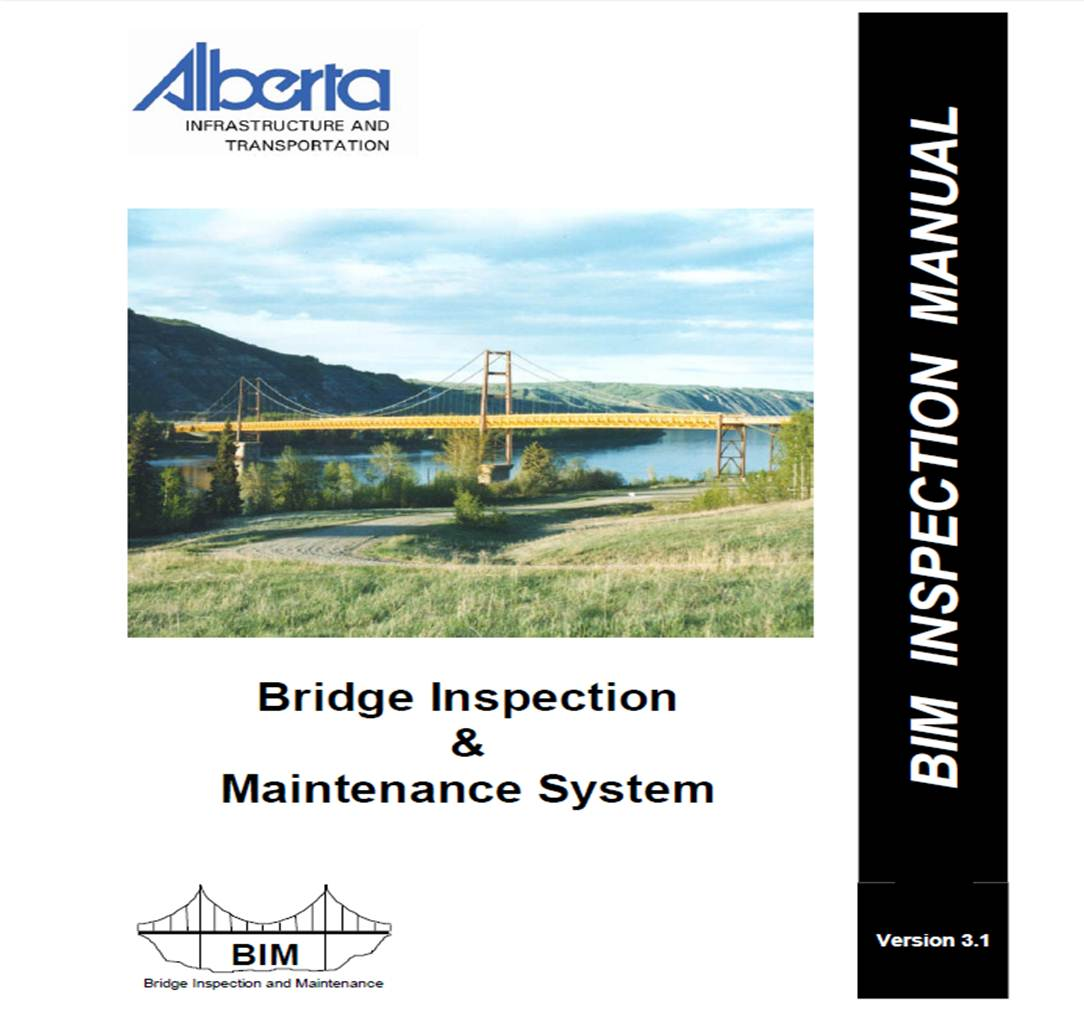 Alberta
INFRASTRUCTURE AND
TRANSPORTATION
Bridge Inspection
&
Maintenance System
BIM
Bridge Inspection and Maintenance
BIM INSPECTION MANUAL
Version 3.1